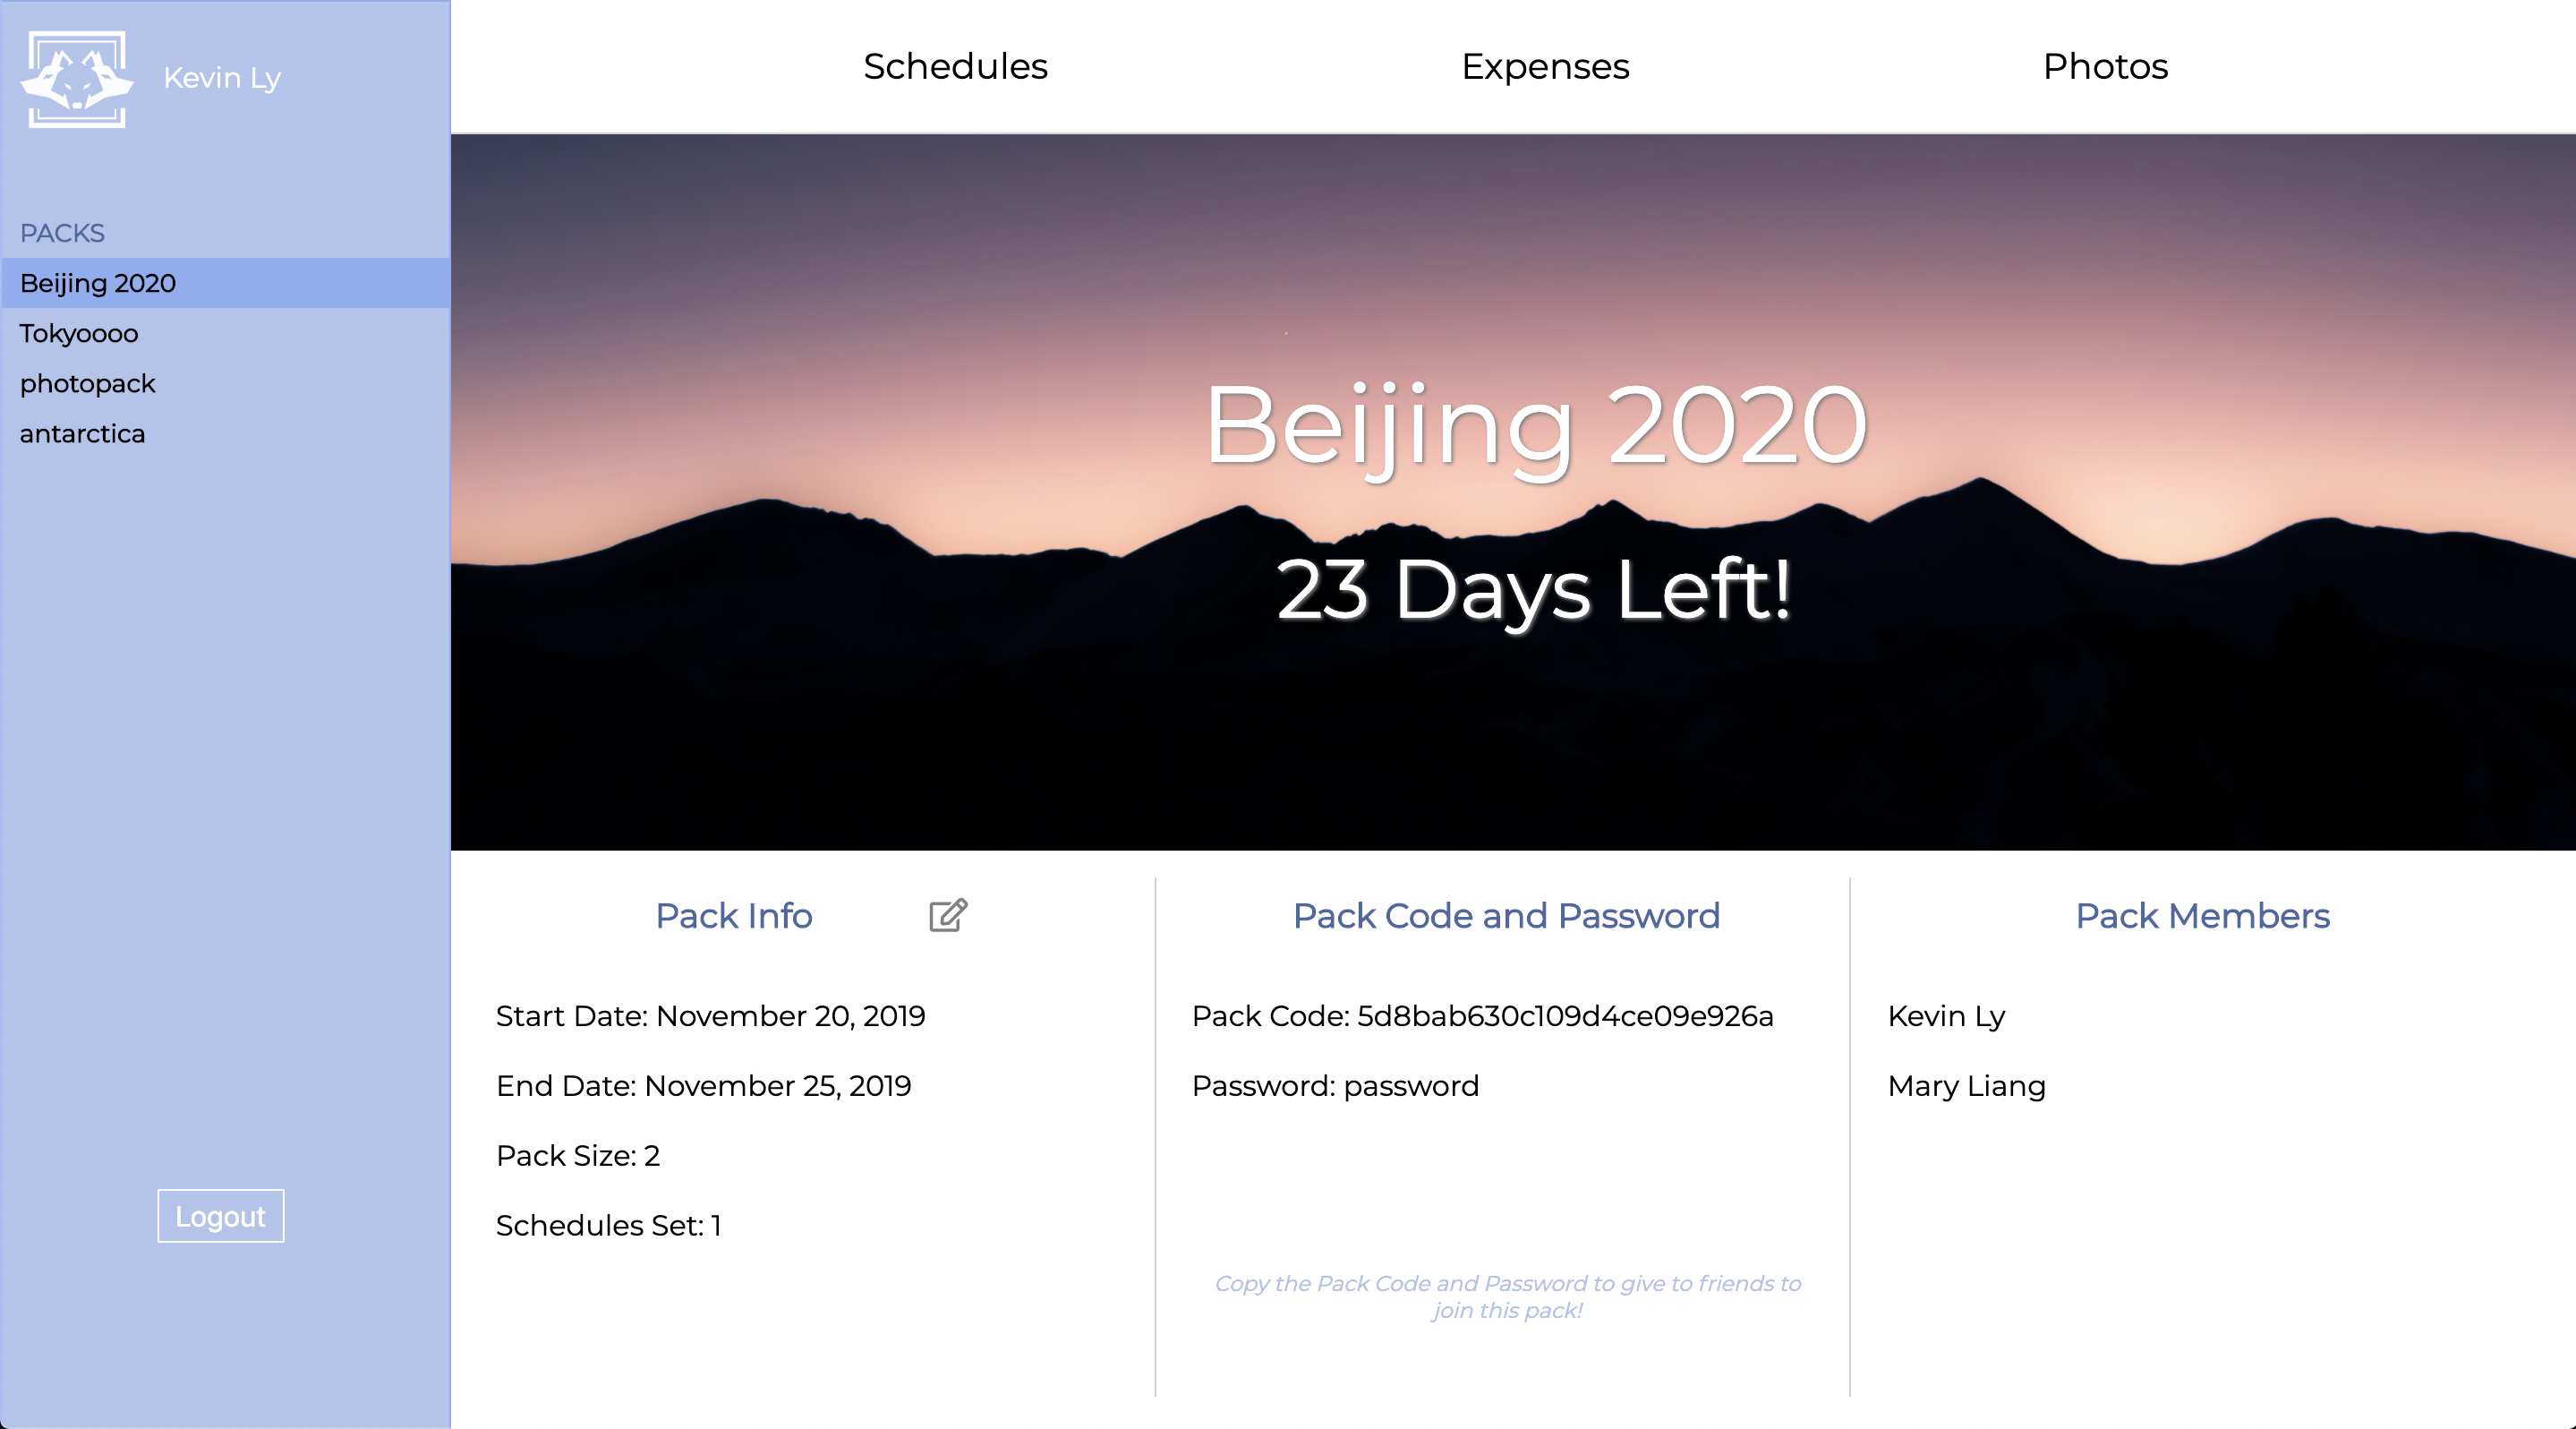 Kevin Ly
PACKS
Beijing 2020
Tokyoooo
photopack
antarctica
Logout
Schedules
Expenses
Photos
Beijing 2020
23 Days Left!
Pack Info
Start Date: November 20, 2019
End Date: November 25, 2019
Pack Size: 2
Schedules Set: 1
Pack Code and Password
Pack Code: 5d8bab630c109d4ce09e926a
Password: password
Copy the Pack Code and Password to give to friends to
join this pack!
Pack Members
Kevin Ly
Mary Liang